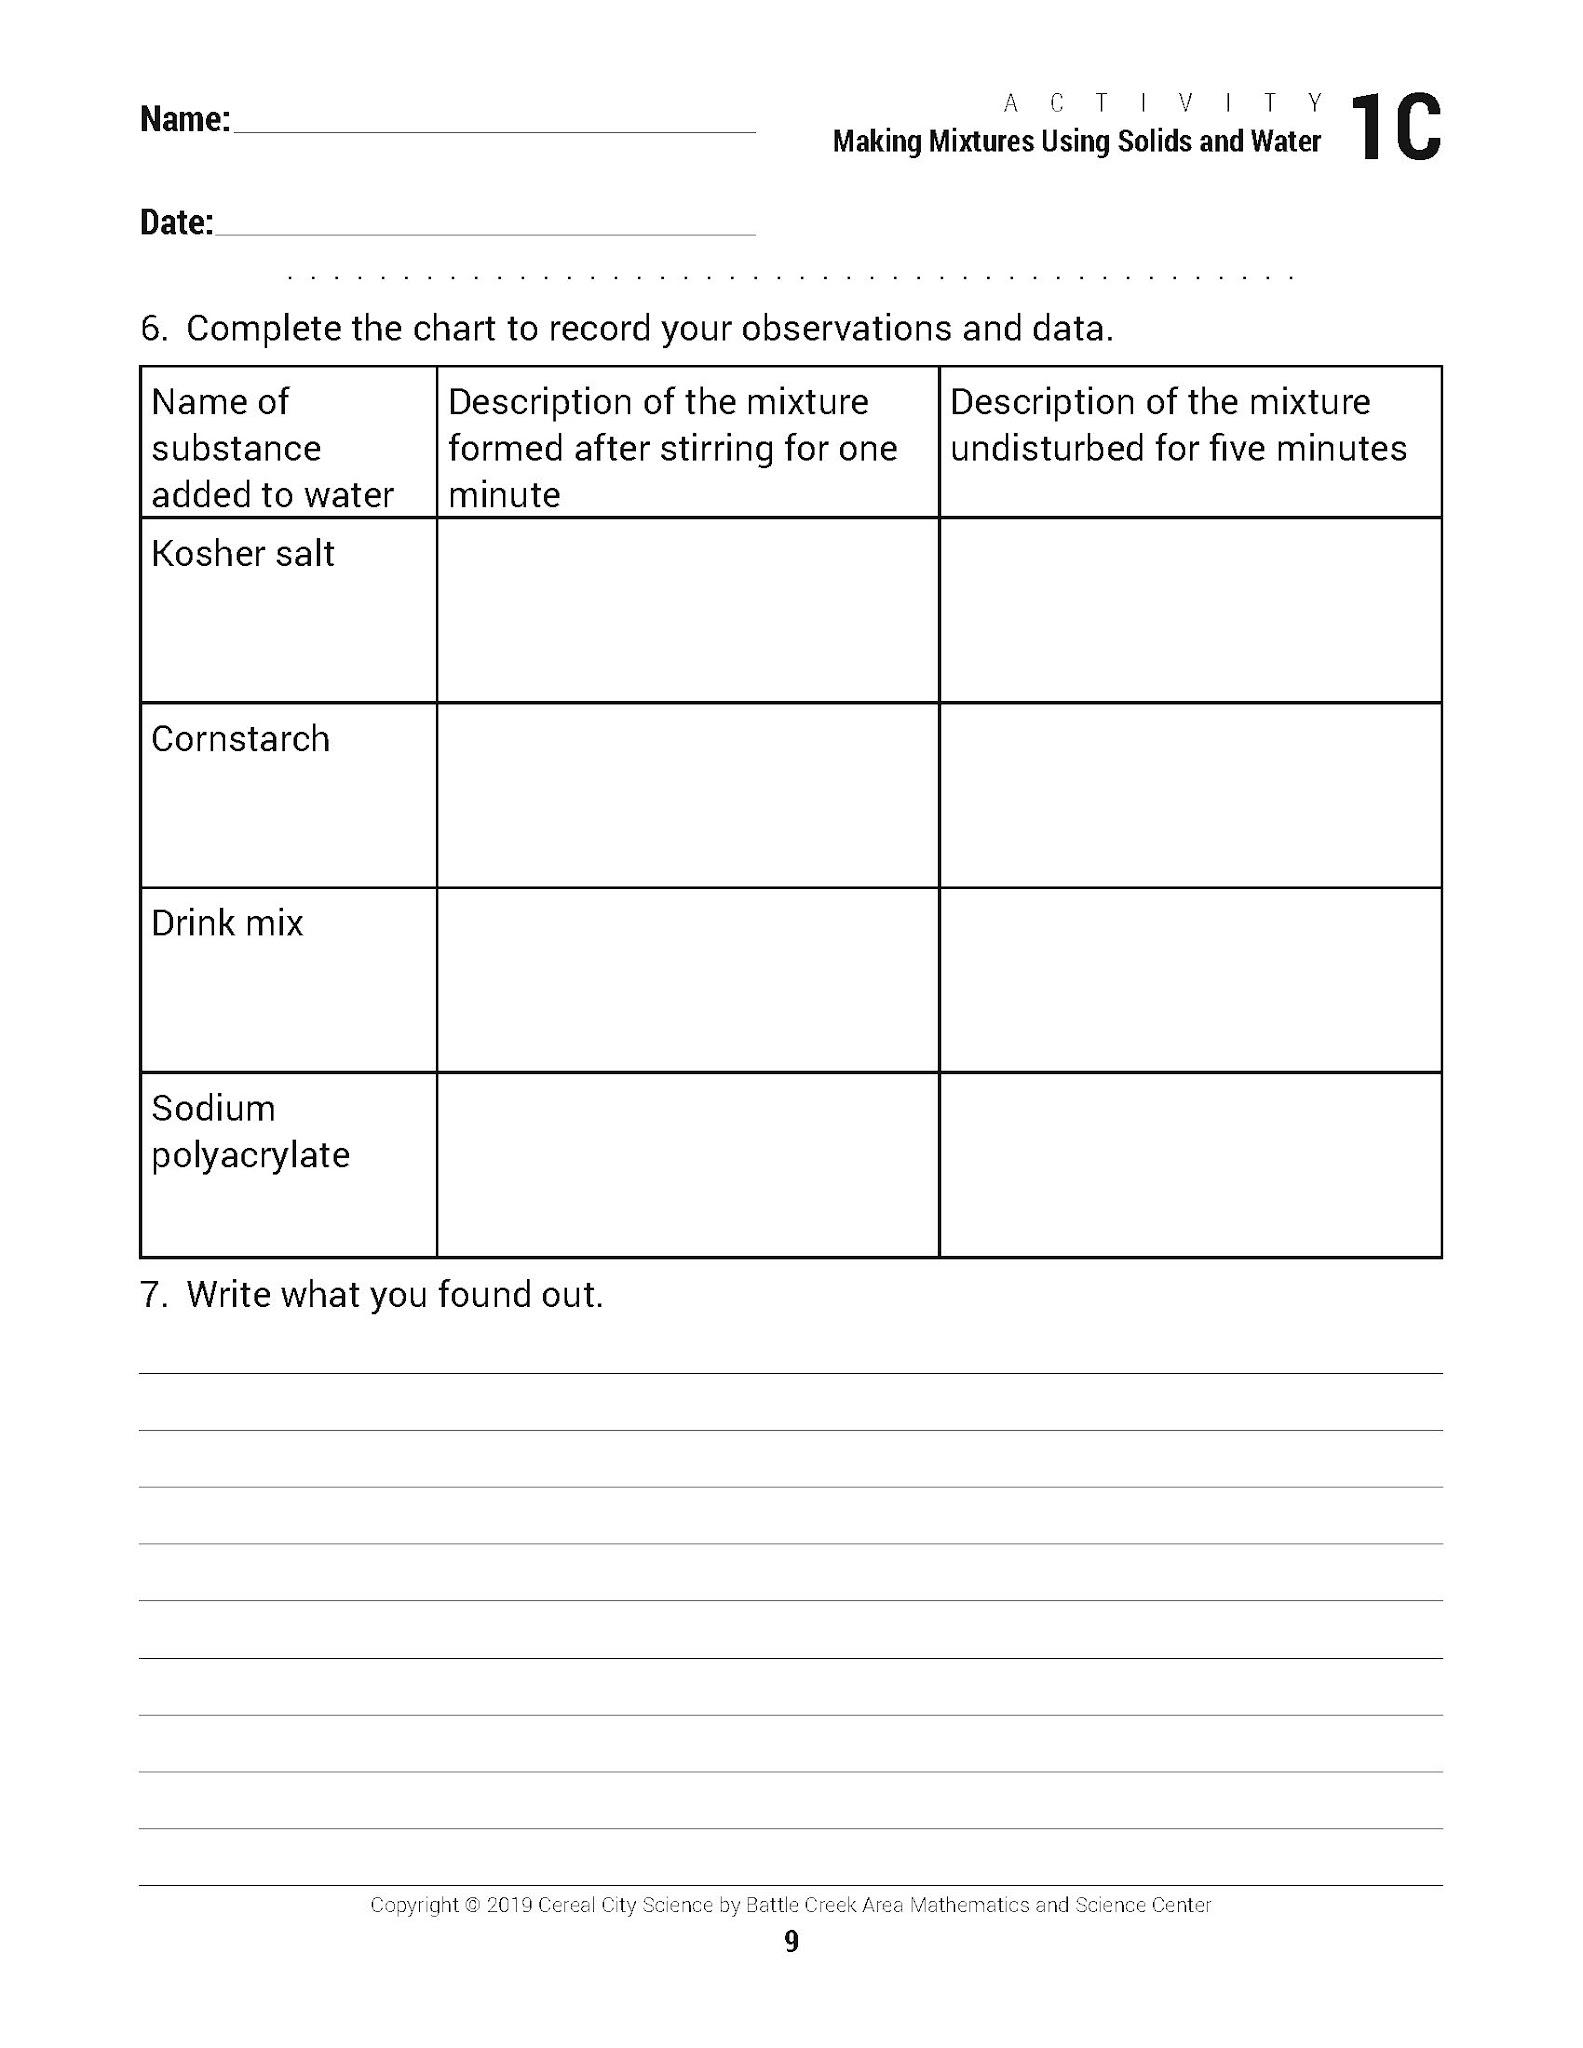 Name:
ACTIVITY
Making Mixtures Using Solids and Water
1C
Date:
6. Complete the chart to record your observations and data.
Name of
substance
added to water
Description of the mixture
formed after stirring for one
minute
Description of the mixture
undisturbed for five minutes
Kosher salt
Cornstarch
Drink mix
Sodium
polyacrylate
7. Write what you found out.
Copyright © 2019 Cereal City Science by Battle Creek Area Mathematics and Science Center
9